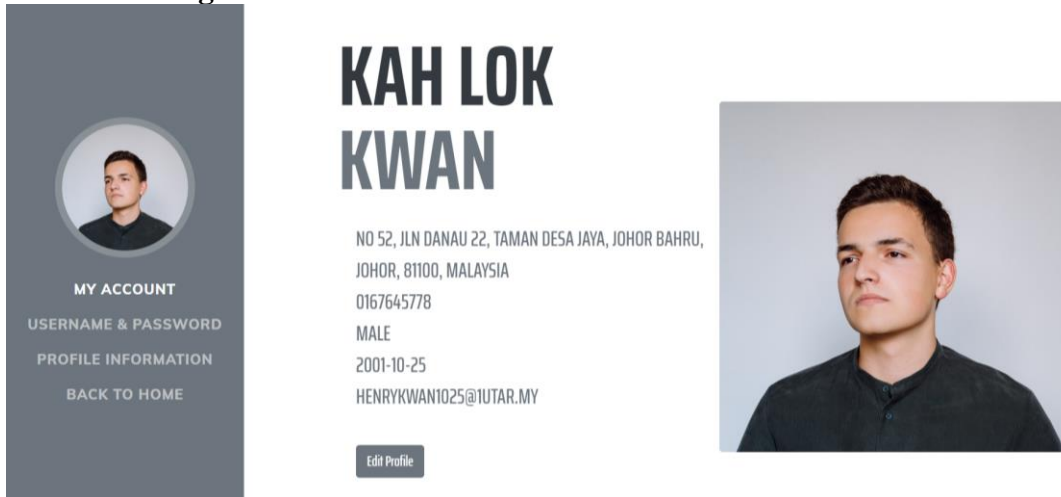 MY ACCOUNT
USERNAME & PASSWORD
PROFILE INFORMATION
BACK TO HOME
KAH LOK
KWAN
NO 52, JLN DANAU 22, TAMAN DESA JAYA, JOHOR BAHRU,
JOHOR, 81100, MALAYSIA
0167645778
MALE
2001-10-25
HENRYKWAN1025@1UTAR.MY
Edit Profile